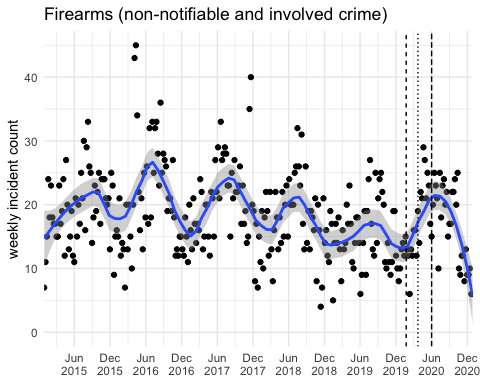 Firearms (non-notifiable and involved crime)
weekly incident count
40
30
20
10
0
Jun Dec Jun Dec Jun Dec Jun Dec Jun Dec Jun Dec
2015 2015 2016 2016 2017 2017 2018 2018 2019 2019 2020 2020